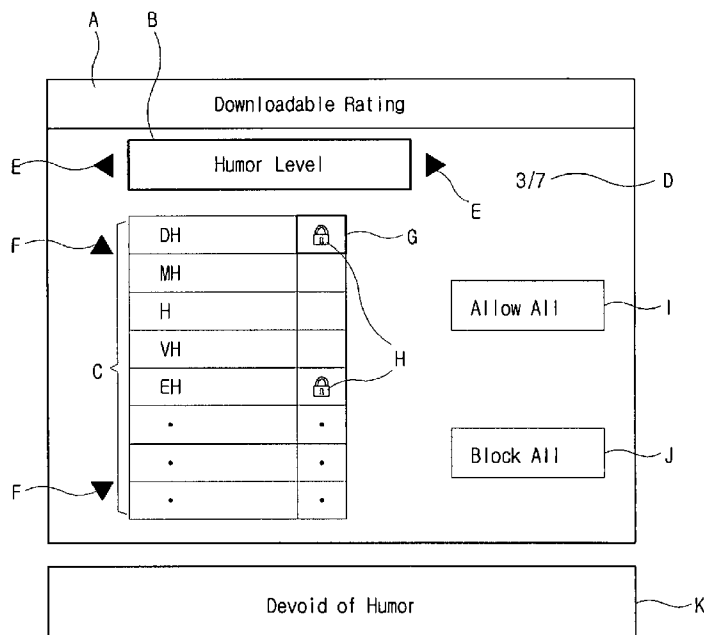 A
B
Downloadable Rating
E
Humor Level
E
3/7
D
F
DH
G
MH
H
Allow All
I
VH
C
H
EH
F
Block All
J
Devoid of Humor
K